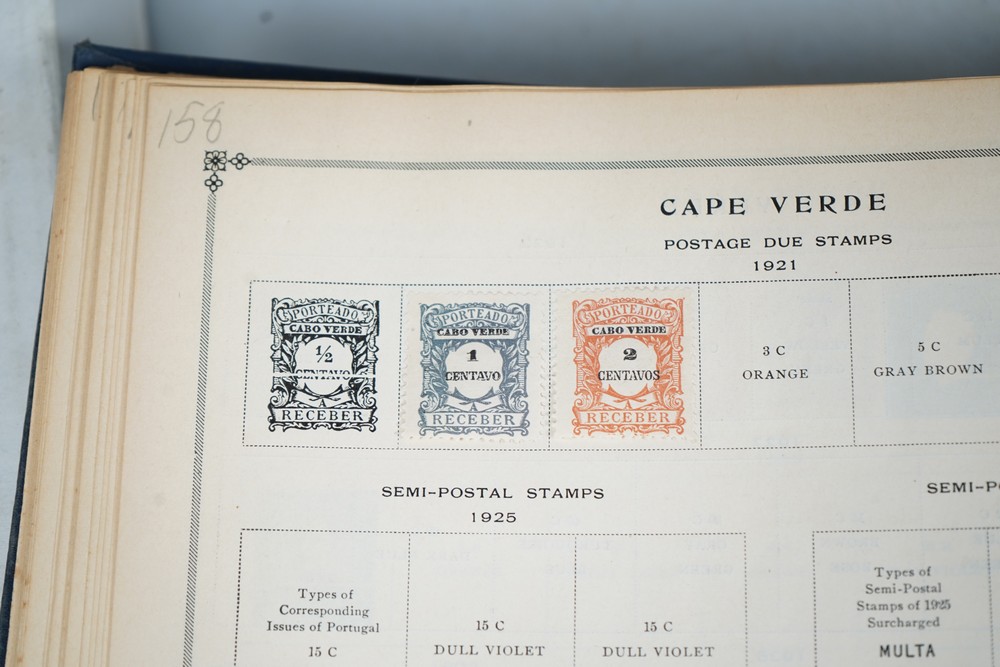 158
CAPE VERDE
POSTAGE DUE STAMPS
1921
PORTEADO
CABO VERDE
1/2
CENTAVOS
A
RECEBER
PORTEADO
CABO VERDE
1
CENTAVO
A
RECEBER
PORTEADO
CABO VERDE
2
CENTAVOS
A
RECEBER
3 C
ORANGE
5 C
GRAY BROWN
SEMI-POSTAL STAMPS
1925
SEMI-P
Types of
Corresponding
Issues of Portugal
15 C
15 C
DULL VIOLET
15 C
DULL VIOLET
Types of
Semi-Postal
Stamps of 1925
Surcharged
MULTA